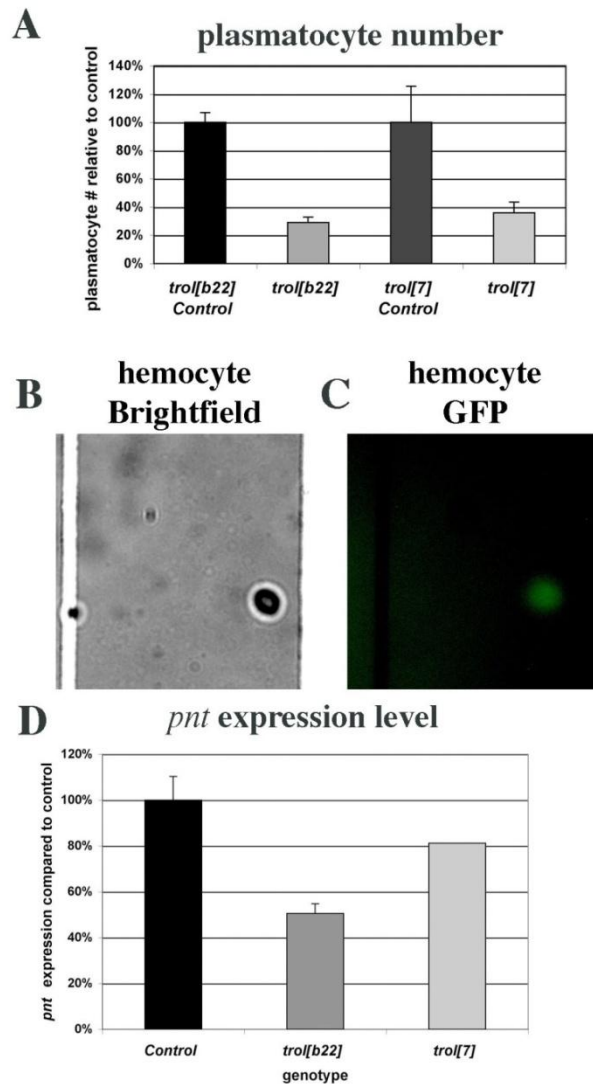 A
plasmatocyte number
plasmatocyte # relative to control
140%
120%
100%
80%
60%
40%
20%
0%
trol[b22]
Control
trol[b22]
trol[7]
Control
trol[7]
B
hemocyte
Brightfield
C
hemocyte
GFP
D
pnt expression level
pnt expression compared to control
120%
100%
80%
60%
40%
20%
0%
Control
trol[b22]
trol[7]
genotype